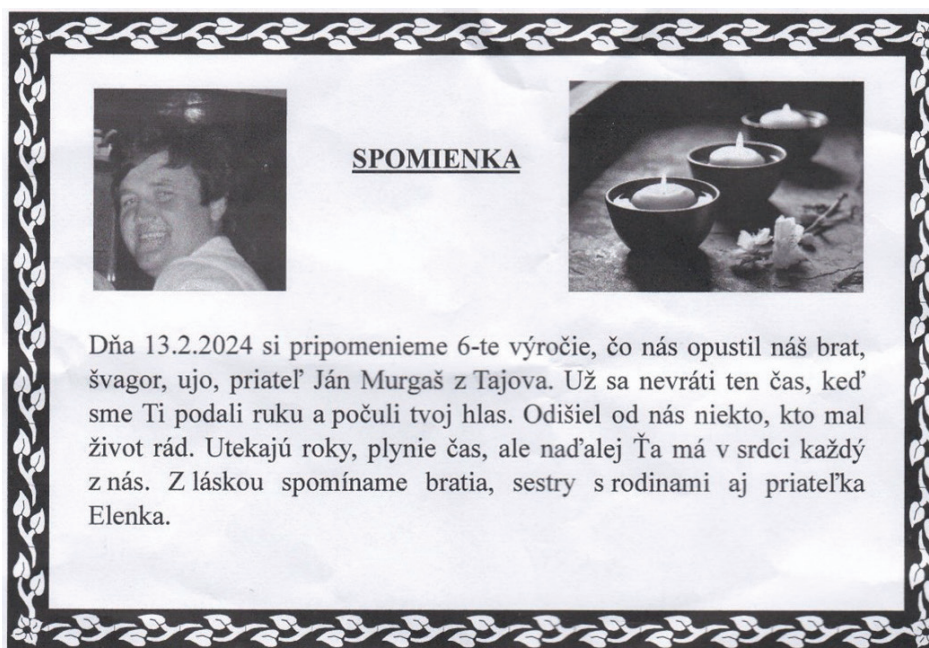 SPOMIENKA
Dňa 13.2.2024 si pripomenieme 6-te výročie, čo nás opustil náš brat,
švagor, ujo, priateľ Ján Murgaš z Tajova. Už sa nevráti ten čas, keď
sme Ti podali ruku a počuli tvoj hlas. Odišiel od nás niekto, kto mal
život rád. Utekajú roky, plynie čas, ale naďalej Ťa má v srdci každý
z nás. Z láskou spomíname bratia, sestry s rodinami aj priateľka
Elenka.